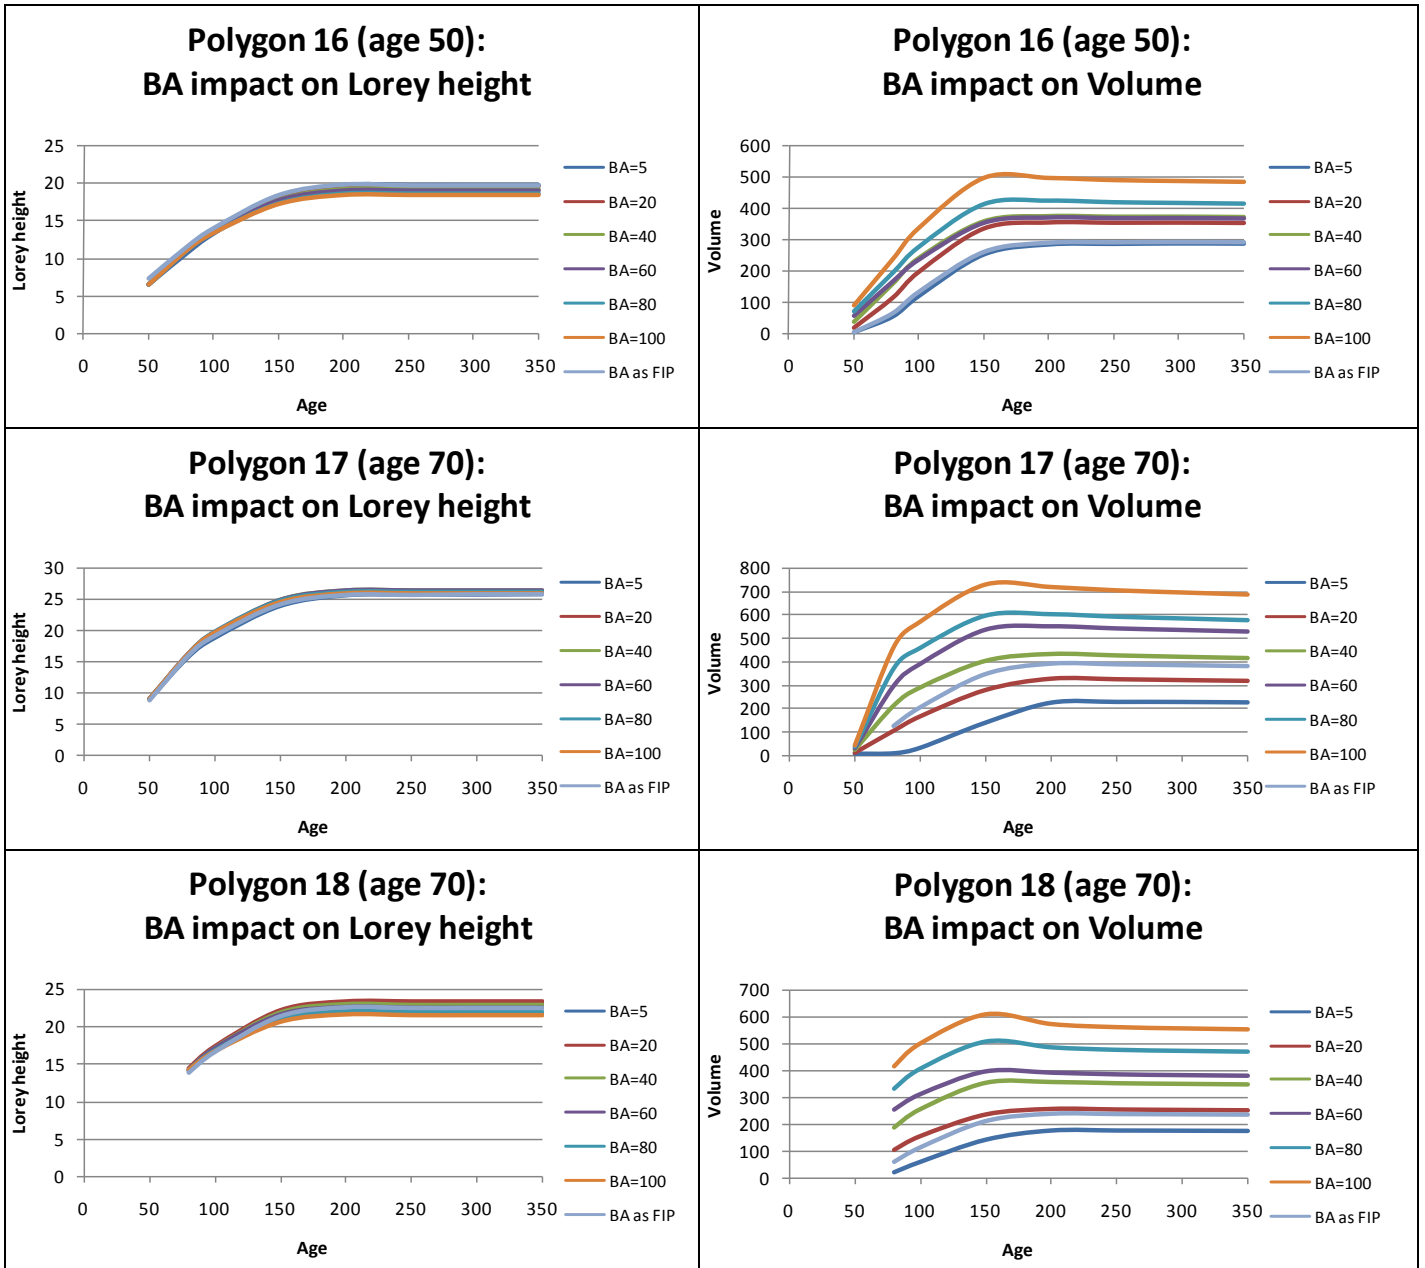 Polygon 16 (age 50):
BA impact on Lorey height
25
20
15
10
5
0
0 50 100 150 200 250 300 350
Lorey height
Age
BA=5
BA=20
BA=40
BA=60
BA=80
BA=100
BA as FIP
Polygon 16 (age 50):
BA impact on Volume
600
500
400
300
200
100
0
0 50 100 150 200 250 300 350
Volume
Age
BA=5
BA=20
BA=40
BA=60
BA=80
BA=100
BA as FIP
Polygon 17 (age 70):
BA impact on Lorey height
30
25
20
15
10
5
0
0 50 100 150 200 250 300 350
Lorey height
Age
BA=5
BA=20
BA=40
BA=60
BA=80
BA=100
BA as FIP
Polygon 17 (age 70):
BA impact on Volume
800
700
600
500
400
300
200
100
0
0 50 100 150 200 250 300 350
Volume
Age
BA=5
BA=20
BA=40
BA=60
BA=80
BA=100
BA as FIP
Polygon 18 (age 70):
BA impact on Lorey height
25
20
15
10
5
0
0 50 100 150 200 250 300 350
Lorey height
Age
BA=5
BA=20
BA=40
BA=60
BA=80
BA=100
BA as FIP
Polygon 18 (age 70):
BA impact on Volume
700
600
500
400
300
200
100
0
0 50 100 150 200 250 300 350
Volume
Age
BA=5
BA=20
BA=40
BA=60
BA=80
BA=100
BA as FIP